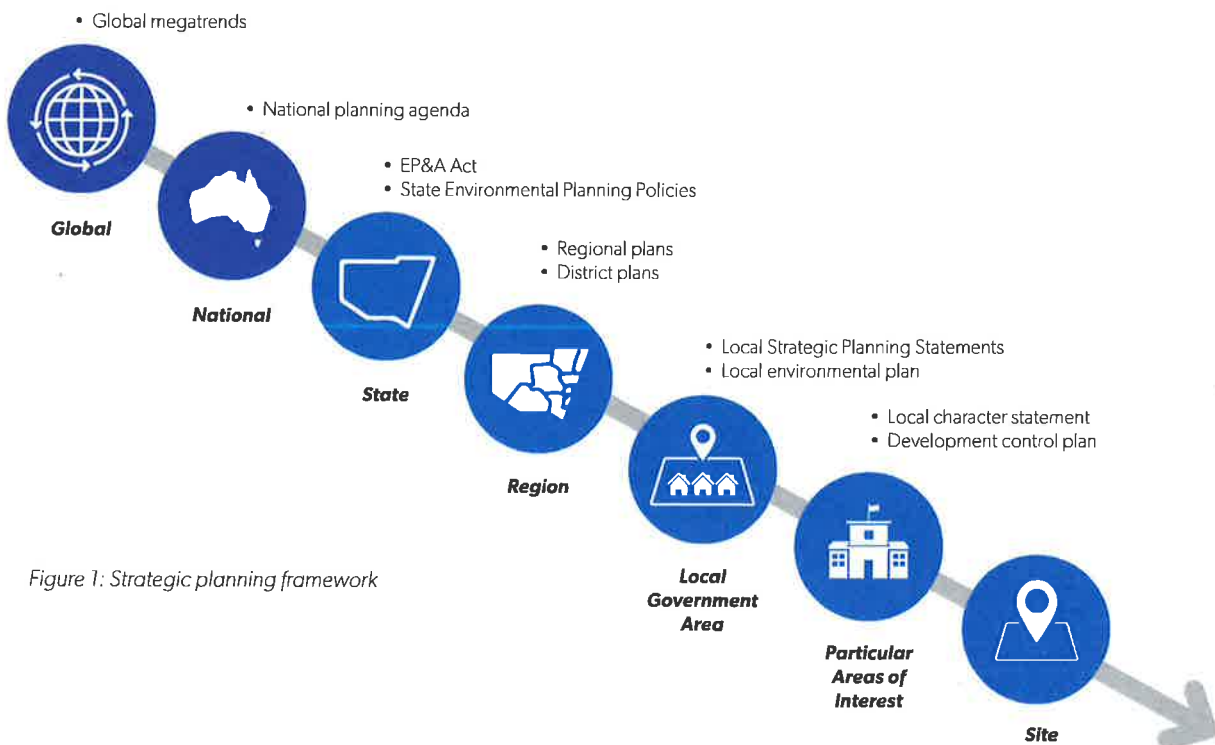 • Global megatrends
Global
• National planning agenda
National
• EP&A Act
• State Environmental Planning Policies
State
• Regional plans
• District plans
Region
• Local Strategic Planning Statements
• Local environmental plan
Local
Government
Area
• Local character statement
• Development control plan
Particular
Areas of
Interest
Site
Figure 1: Strategic planning framework